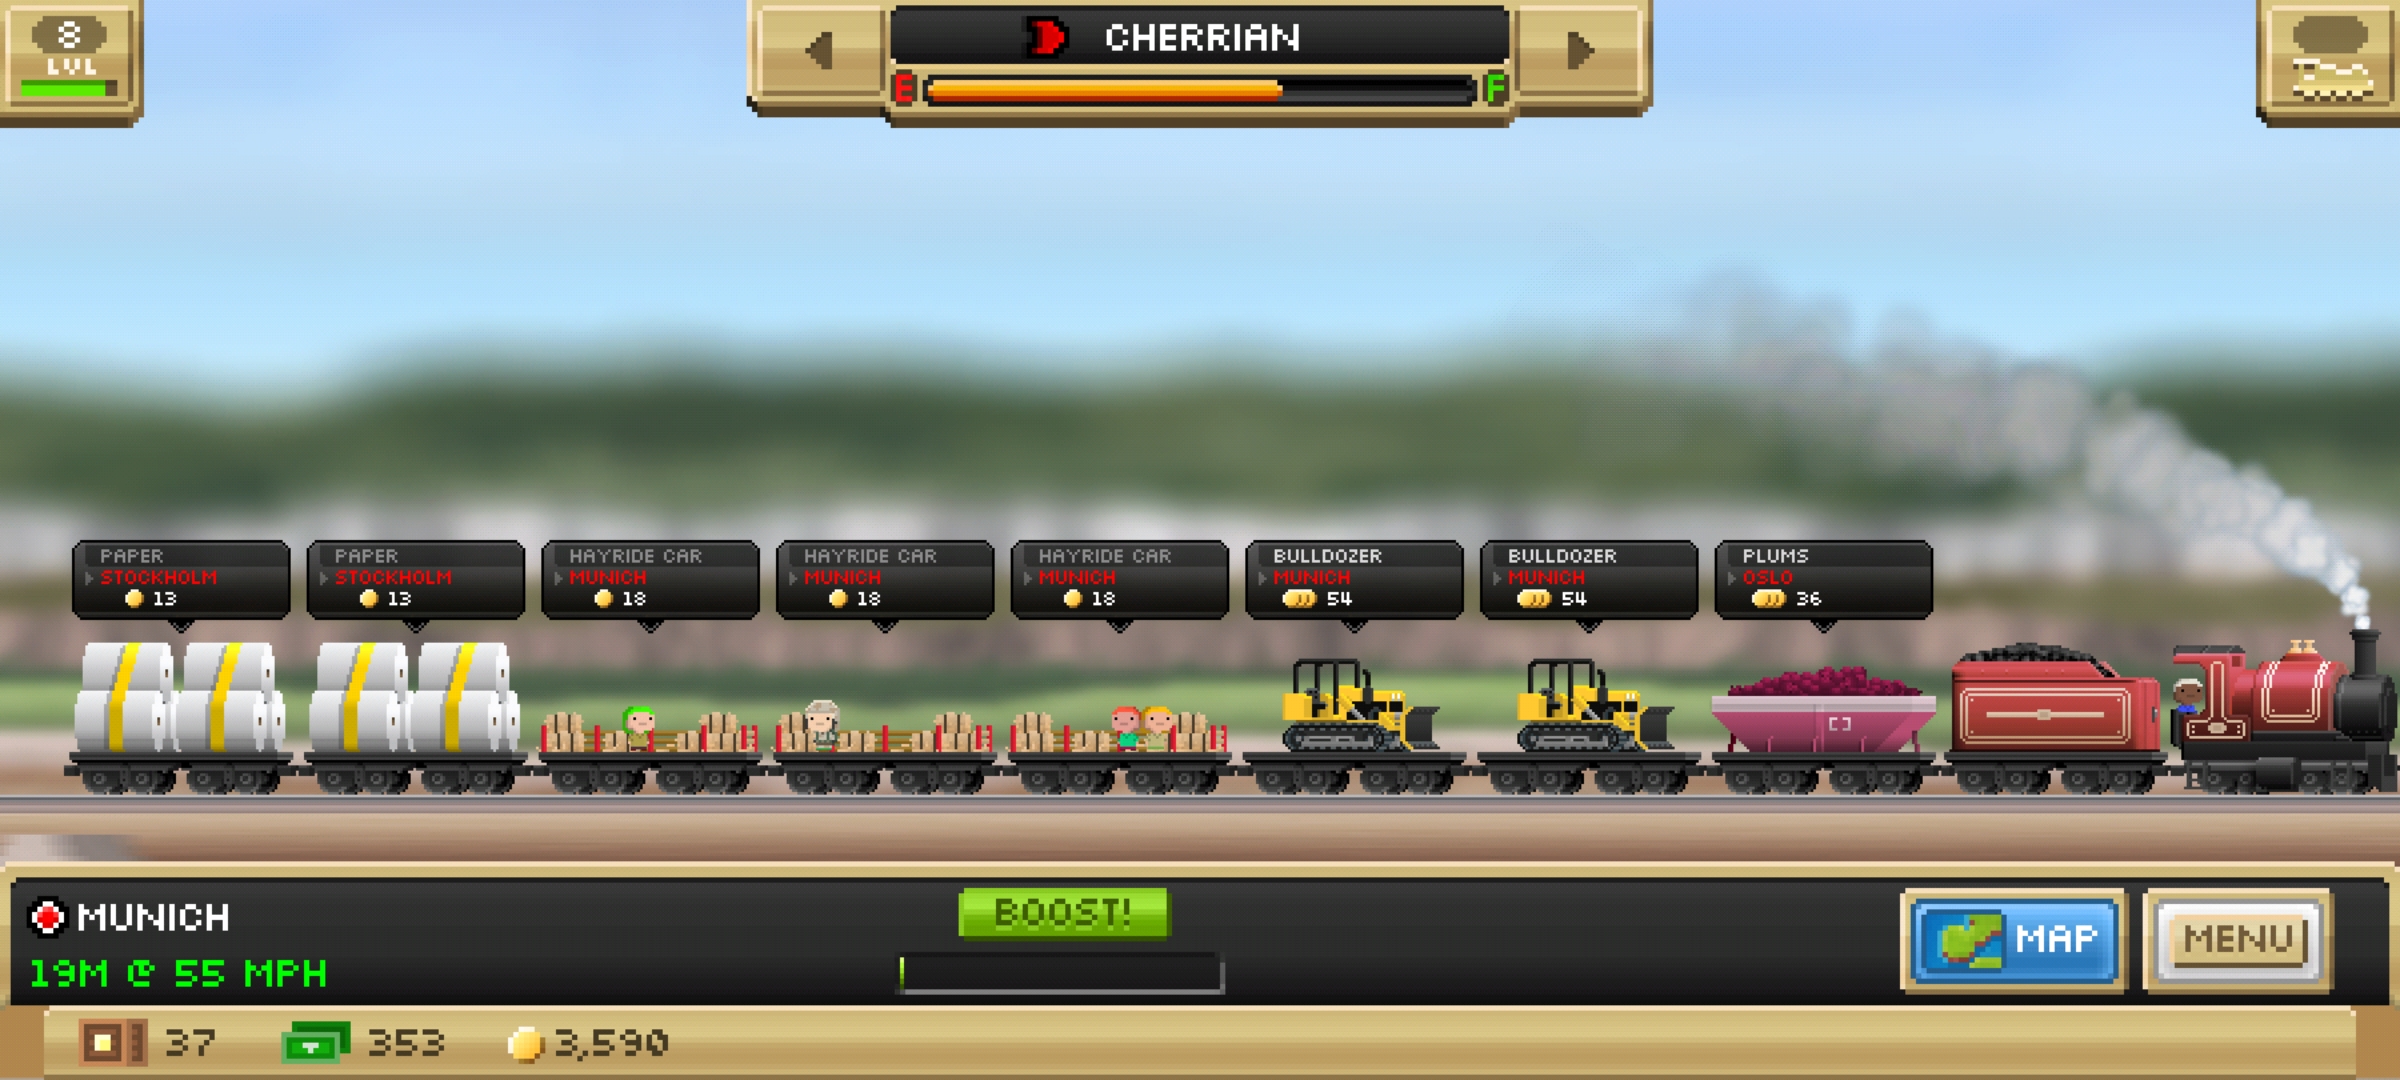 8
LVL
CHERRIAN
E F
PAPER
STOCKHOLM
13
PAPER
STOCKHOLM
13
HAYRIDE CAR
MUNICH
18
HAYRIDE CAR
MUNICH
18
HAYRIDE CAR
MUNICH
18
BULLDOZER
MUNICH
54
BULLDOZER
MUNICH
54
PLUMS
OSLO
36
MUNICH
19M @ 55 MPH
BOOST!
MAP
MENU
37
353
3,590